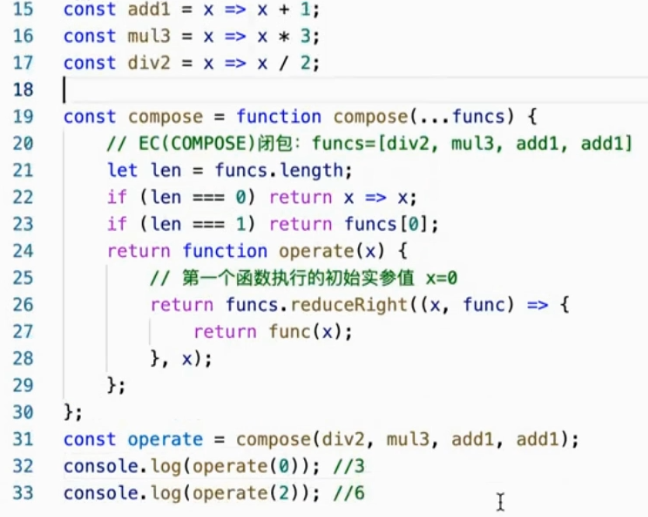 15 const add1 = x => x + 1;
16 const mul3 = x => x * 3;
17 const div2 = x => x / 2;
18
19 const compose = function compose(...funcs) {
20     // EC(COMPOSE)闭包：funcs=[div2, mul3, add1, add1]
21     let len = funcs.length;
22     if (len === 0) return x => x;
23     if (len === 1) return funcs[0];
24     return function operate(x) {
25         // 第一个函数执行的初始实参值 x=0
26         return funcs.reduceRight((x, func) => {
27             return func(x);
28         }, x);
29     };
30 };
31 const operate = compose(div2, mul3, add1, add1);
32 console.log(operate(0)); //3
33 console.log(operate(2)); //6